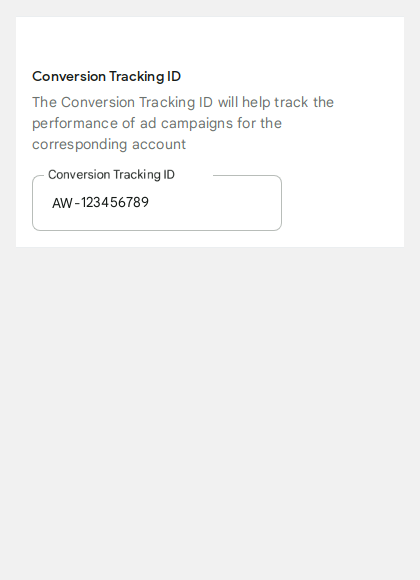 Conversion Tracking ID
The Conversion Tracking ID will help track the
performance of ad campaigns for the
corresponding account
Conversion Tracking ID
AW-123456789